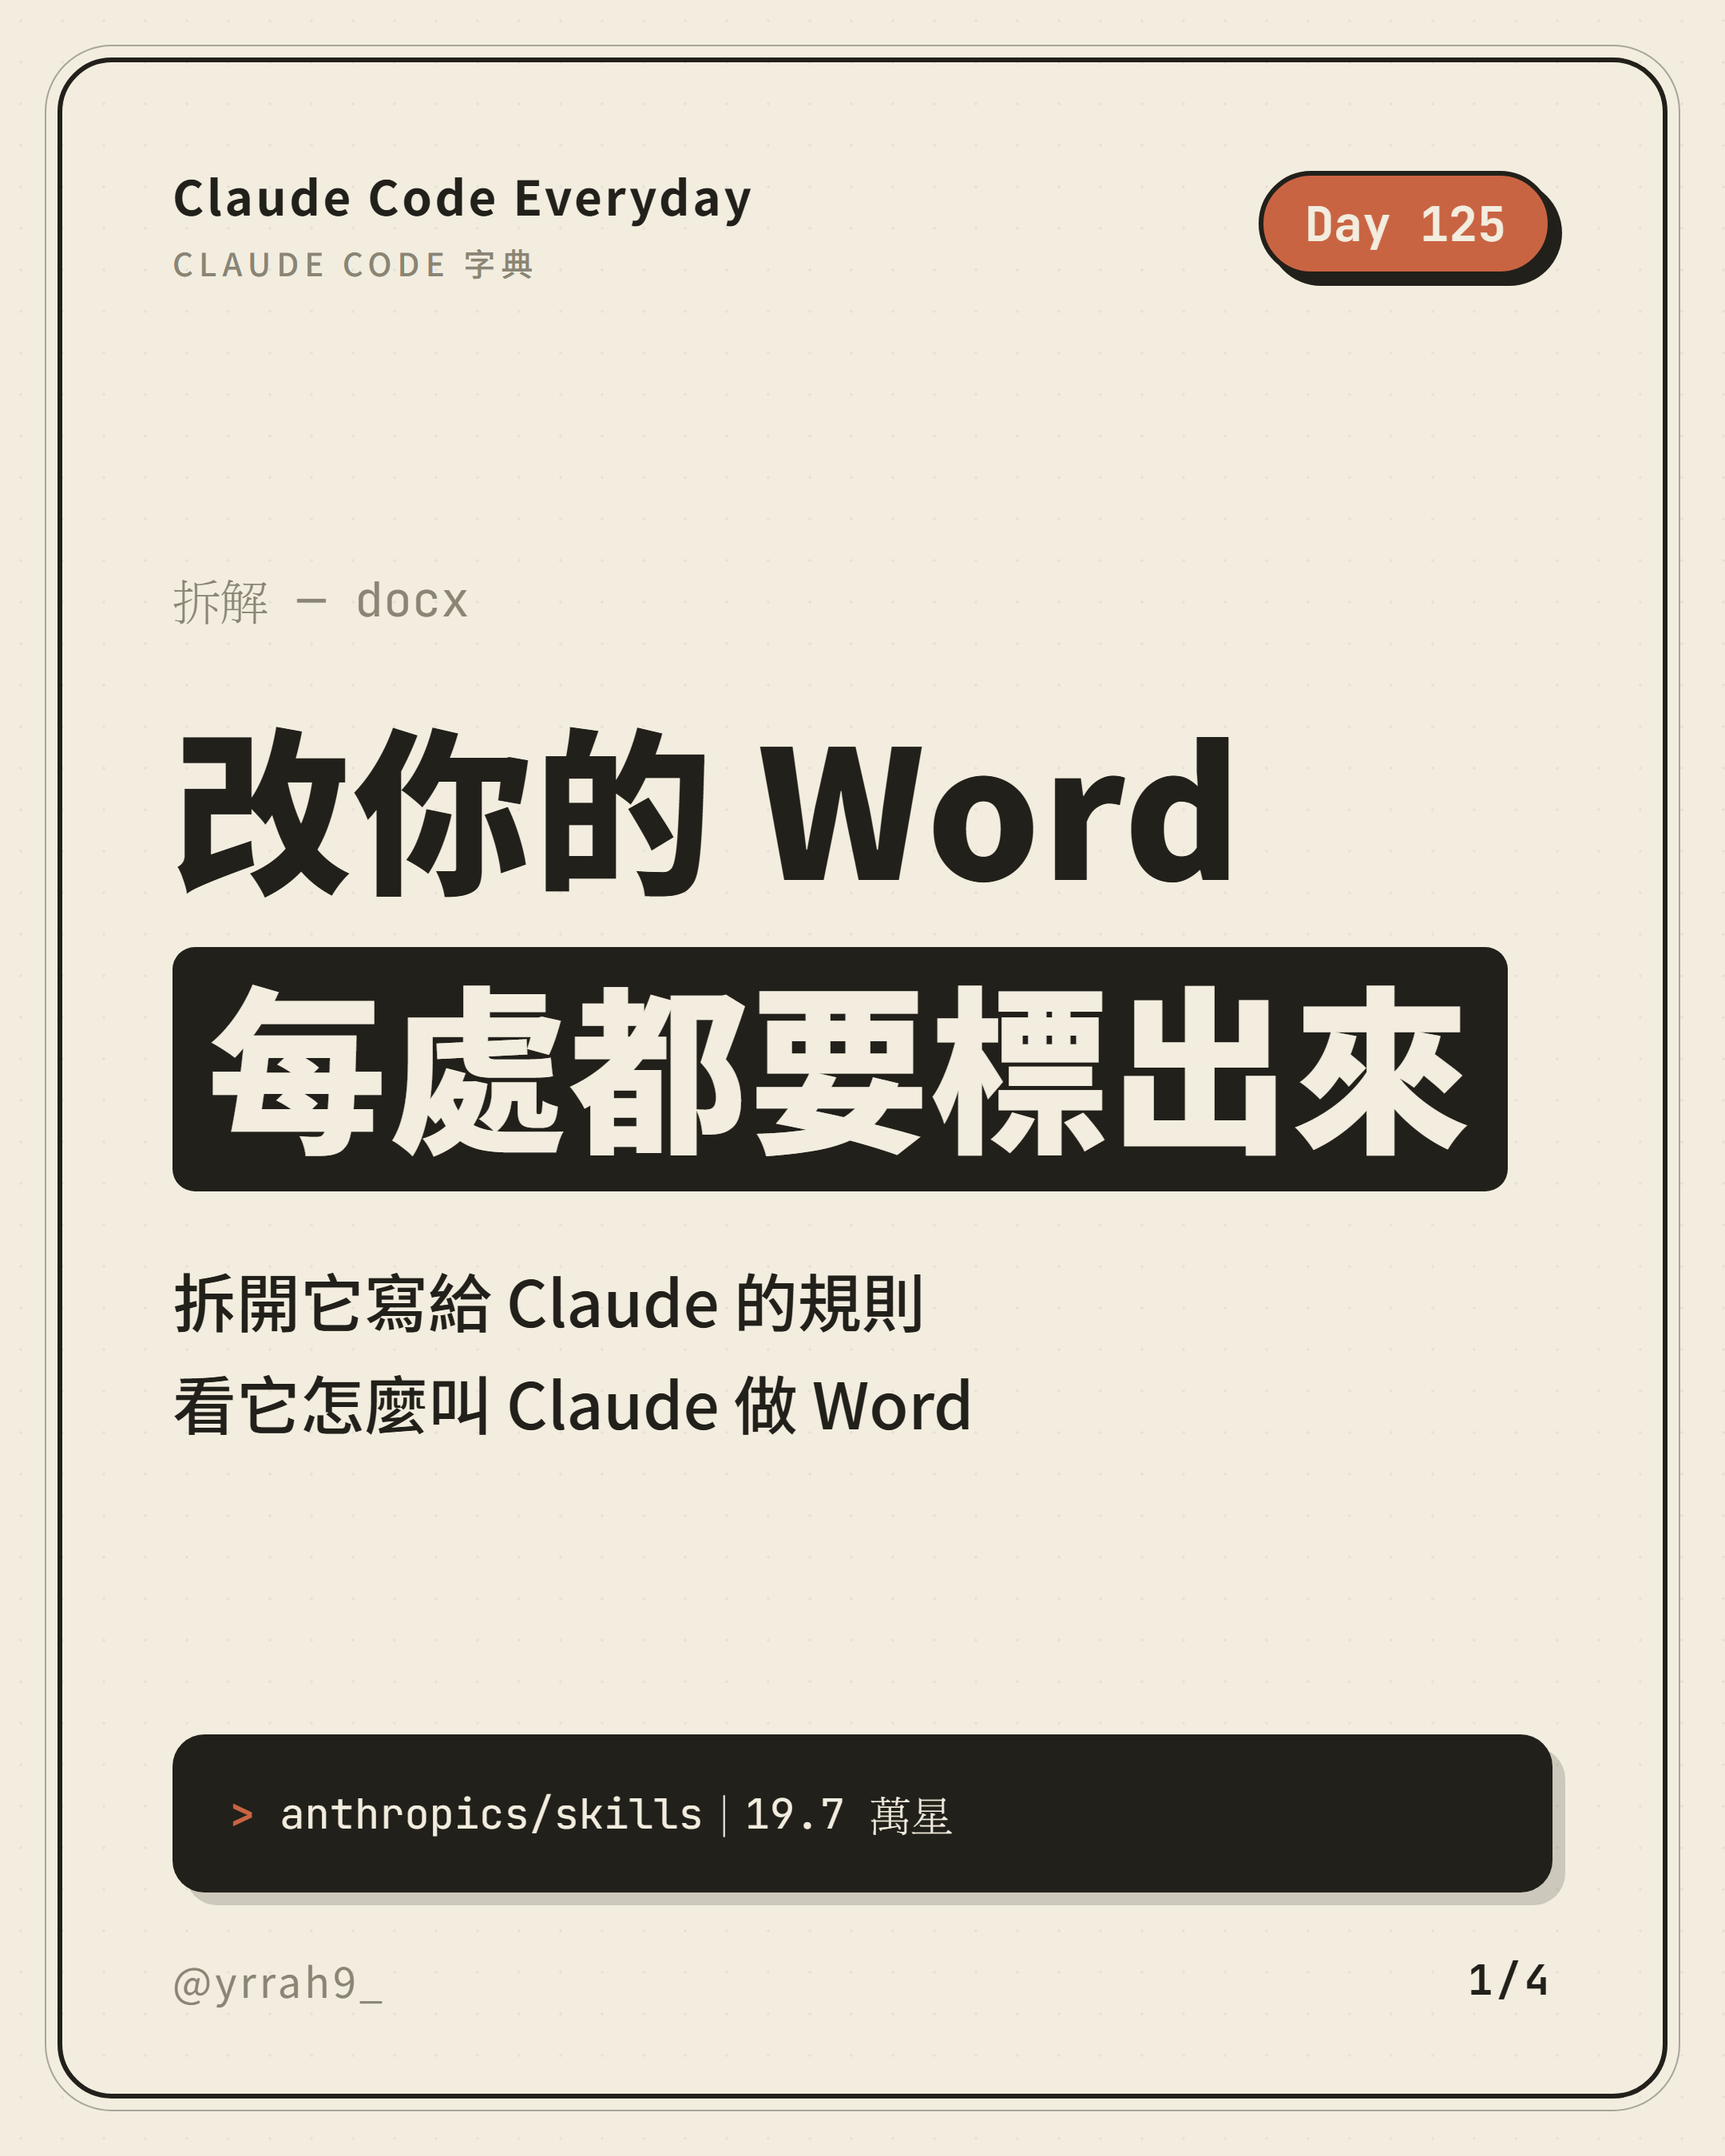 Claude Code Everyday
CLAUDE CODE 字典
Day 125
拆解 — docx
改你的 Word
每處都要標出來
拆開它寫給 Claude 的規則
看它怎麼叫 Claude 做 Word
> anthropics/skills｜19.7 萬星
@yrrah9_
1/4